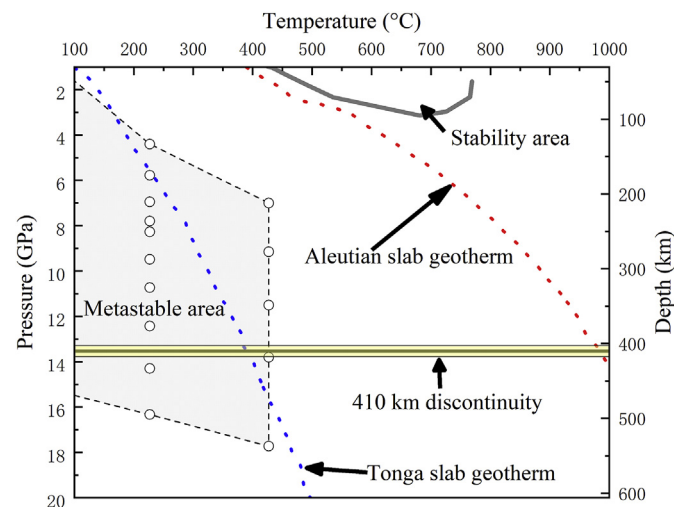 Temperature (°C)
100 200 300 400 500 600 700 800 900 1000
2
4
6
8
10
12
14
16
18
20
Pressure (GPa)
100
200
300
400
500
600
Depth (km)
Stability area
Aleutian slab geotherm
Metastable area
410 km discontinuity
Tonga slab geotherm